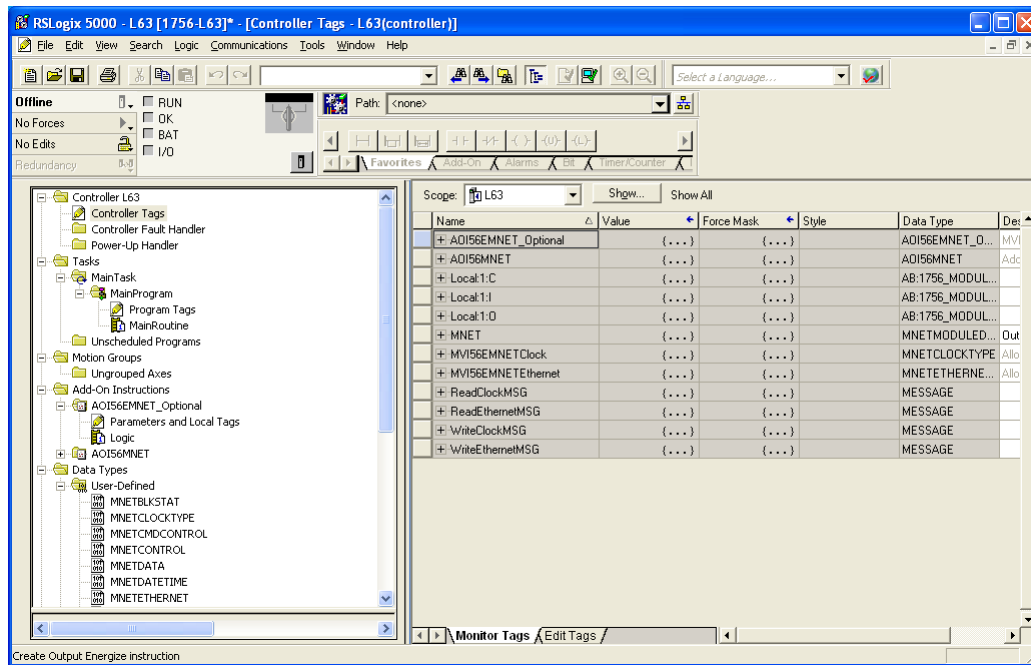 RSLogix 5000 - L63 [1756-L63]* - [Controller Tags - L63(controller)]
File Edit View Search Logic Communications Tools Window Help
Select a Language...
Offline
RUN
Path: <none>
No Forces
OK
No Edits
BAT
I/O
Redundancy
Favorites Add-On Alarms Bit Timer/Counter
Controller L63
Controller Tags
Controller Fault Handler
Power-Up Handler
Tasks
MainTask
MainProgram
Program Tags
MainRoutine
Unscheduled Programs
Motion Groups
Ungrouped Axes
Add-On Instructions
AOI56EMNET_Optional
Parameters and Local Tags
Logic
AOI56MNET
Data Types
User-Defined
MNETBLKSTAT
MNETCLOCKTYPE
MNETCMDCONTROL
MNETCONTROL
MNETDATA
MNETDATETIME
MNETETHERNET
Scope: L63 Show... Show All
Name Value Force Mask Style Data Type Des
AOI56EMNET_Optional {...} {...} AOI56EMNET_O... MVI
AOI56MNET {...} {...} AOI56MNET Add
Local:1:C {...} {...} AB:1756_MODUL...
Local:1:I {...} {...} AB:1756_MODUL...
Local:1:O {...} {...} AB:1756_MODUL...
MNET {...} {...} MNETMODULED... Out
MVI56EMNETClock {...} {...} MNETCLOCKTYPE Allo
MVI56EMNETEthernet {...} {...} MNETETHERNE... Allo
ReadClockMSG {...} {...} MESSAGE
ReadEthernetMSG {...} {...} MESSAGE
WriteClockMSG {...} {...} MESSAGE
WriteEthernetMSG {...} {...} MESSAGE
Monitor Tags Edit Tags
Create Output Energize instruction